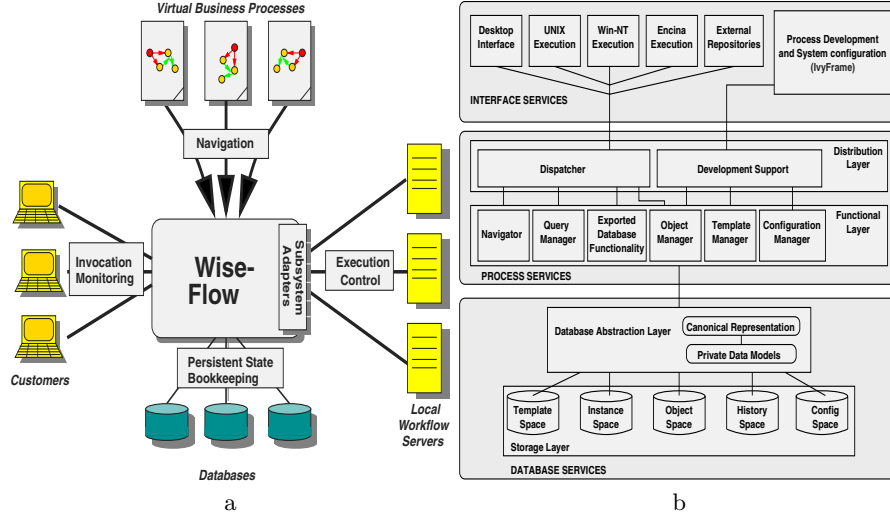 Virtual Business Processes
Navigation
Invocation
Monitoring
Wise-
Flow
Subsystem
Adapters
Execution
Control
Customers
Persistent State
Bookkeeping
Local
Workflow
Servers
Databases
a
Desktop
Interface
UNIX
Execution
Win-NT
Execution
Encina
Execution
External
Repositories
Process Development
and System configuration
(IvyFrame)
INTERFACE SERVICES
Dispatcher
Development Support
Distribution
Layer
Navigator
Query
Manager
Exported
Database
Functionality
Object
Manager
Template
Manager
Configuration
Manager
Functional
Layer
PROCESS SERVICES
Database Abstraction Layer
Canonical Representation
Private Data Models
Template
Space
Instance
Space
Object
Space
History
Space
Config
Space
Storage Layer
DATABASE SERVICES
b